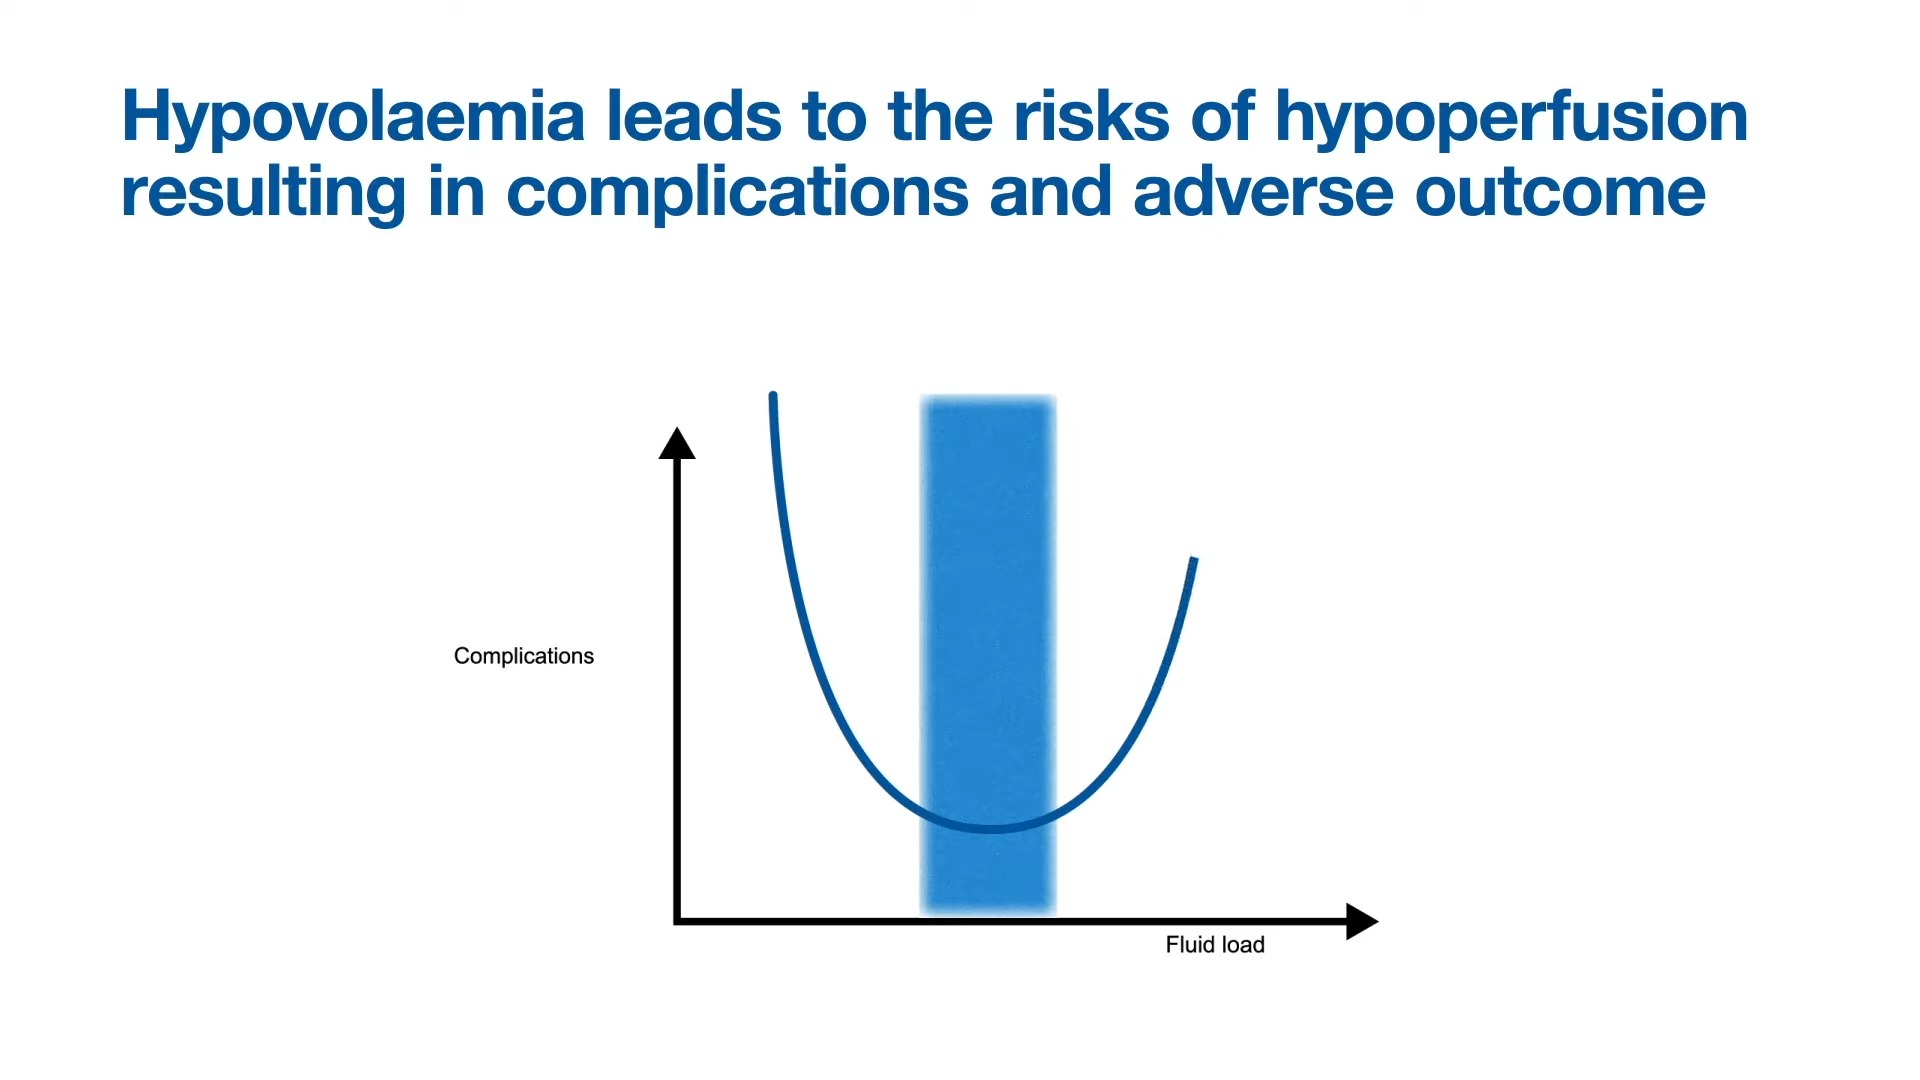 Hypovolaemia leads to the risks of hypoperfusion
resulting in complications and adverse outcome
Complications
Fluid load